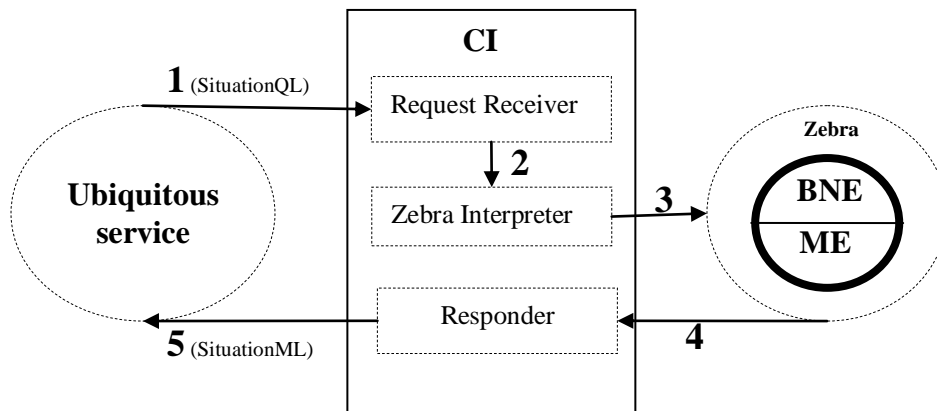 CI
1 (SituationQL)
Request Receiver
2
Zebra
Ubiquitous
service
Zebra Interpreter
3
BNE
ME
Responder
4
5 (SituationML)